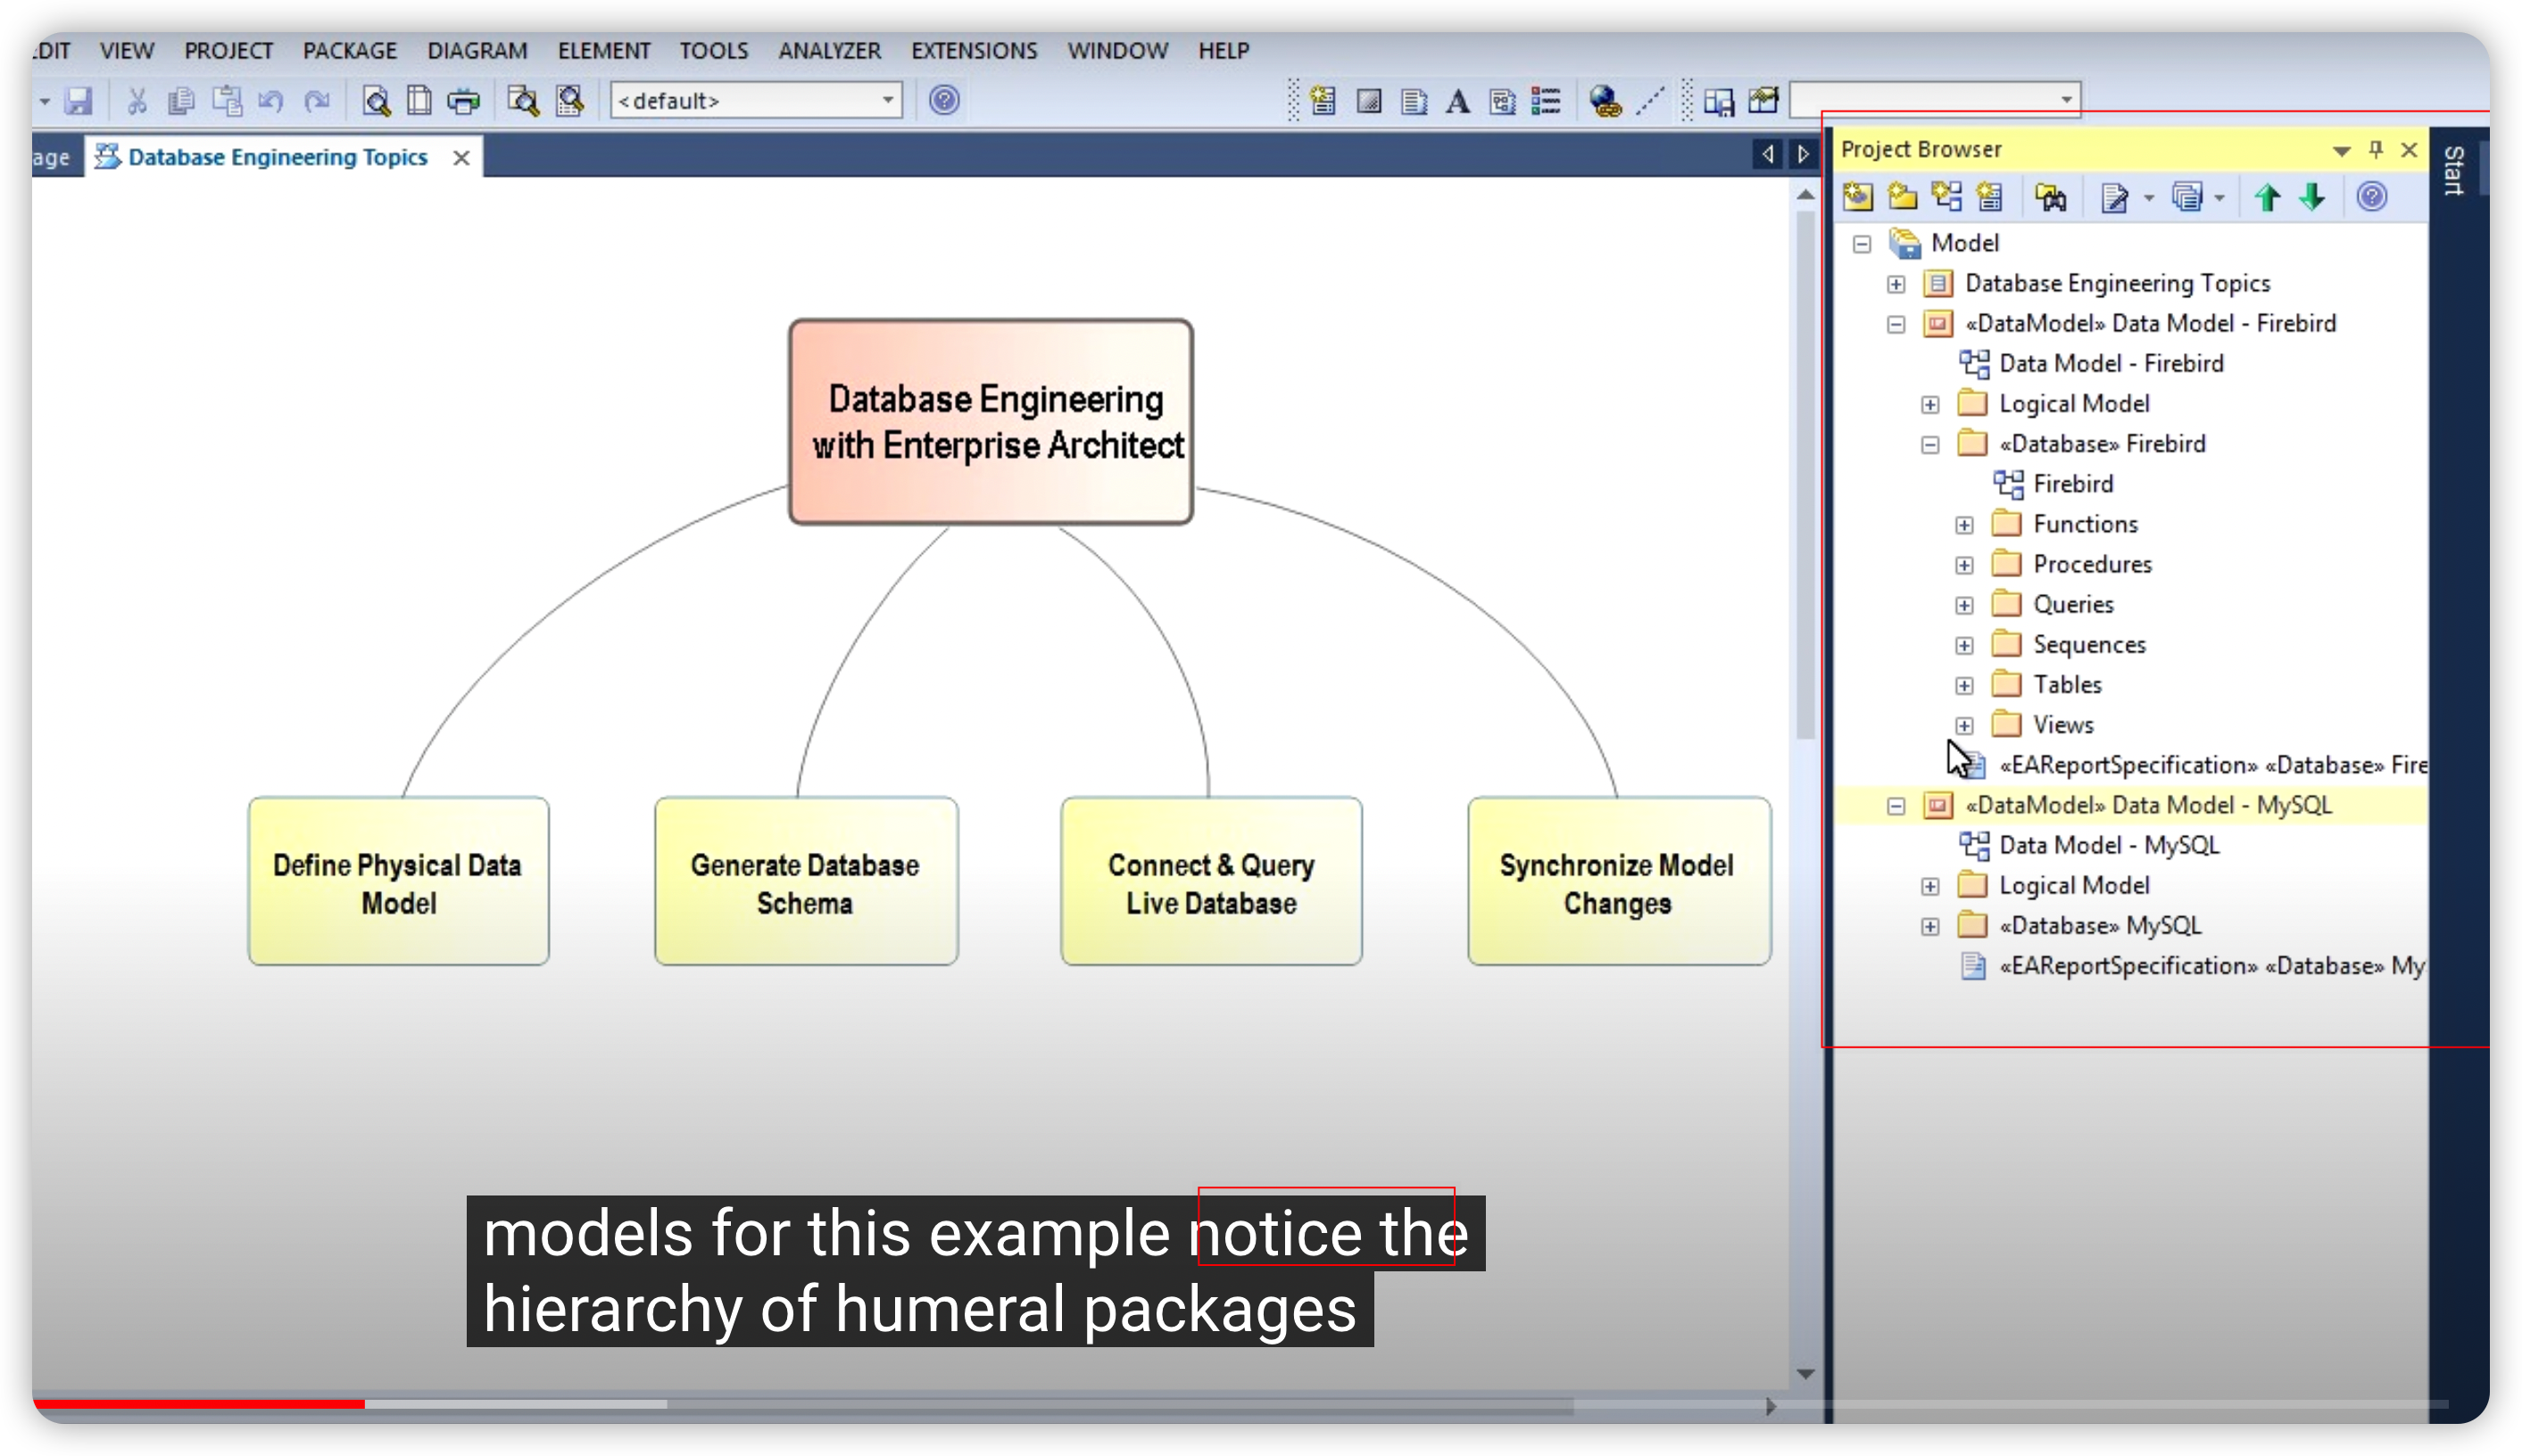 EDIT VIEW PROJECT PACKAGE DIAGRAM ELEMENT TOOLS ANALYZER EXTENSIONS WINDOW HELP
<default>
age Database Engineering Topics
Database Engineering
with Enterprise Architect
Define Physical Data
Model
Generate Database
Schema
Connect & Query
Live Database
Synchronize Model
Changes
Project Browser
Start
Model
Database Engineering Topics
«DataModel» Data Model - Firebird
Data Model - Firebird
Logical Model
«Database» Firebird
Firebird
Functions
Procedures
Queries
Sequences
Tables
Views
«EAReportSpecification» «Database» Fire
«DataModel» Data Model - MySQL
Data Model - MySQL
Logical Model
«Database» MySQL
«EAReportSpecification» «Database» My
models for this example notice the
hierarchy of humeral packages